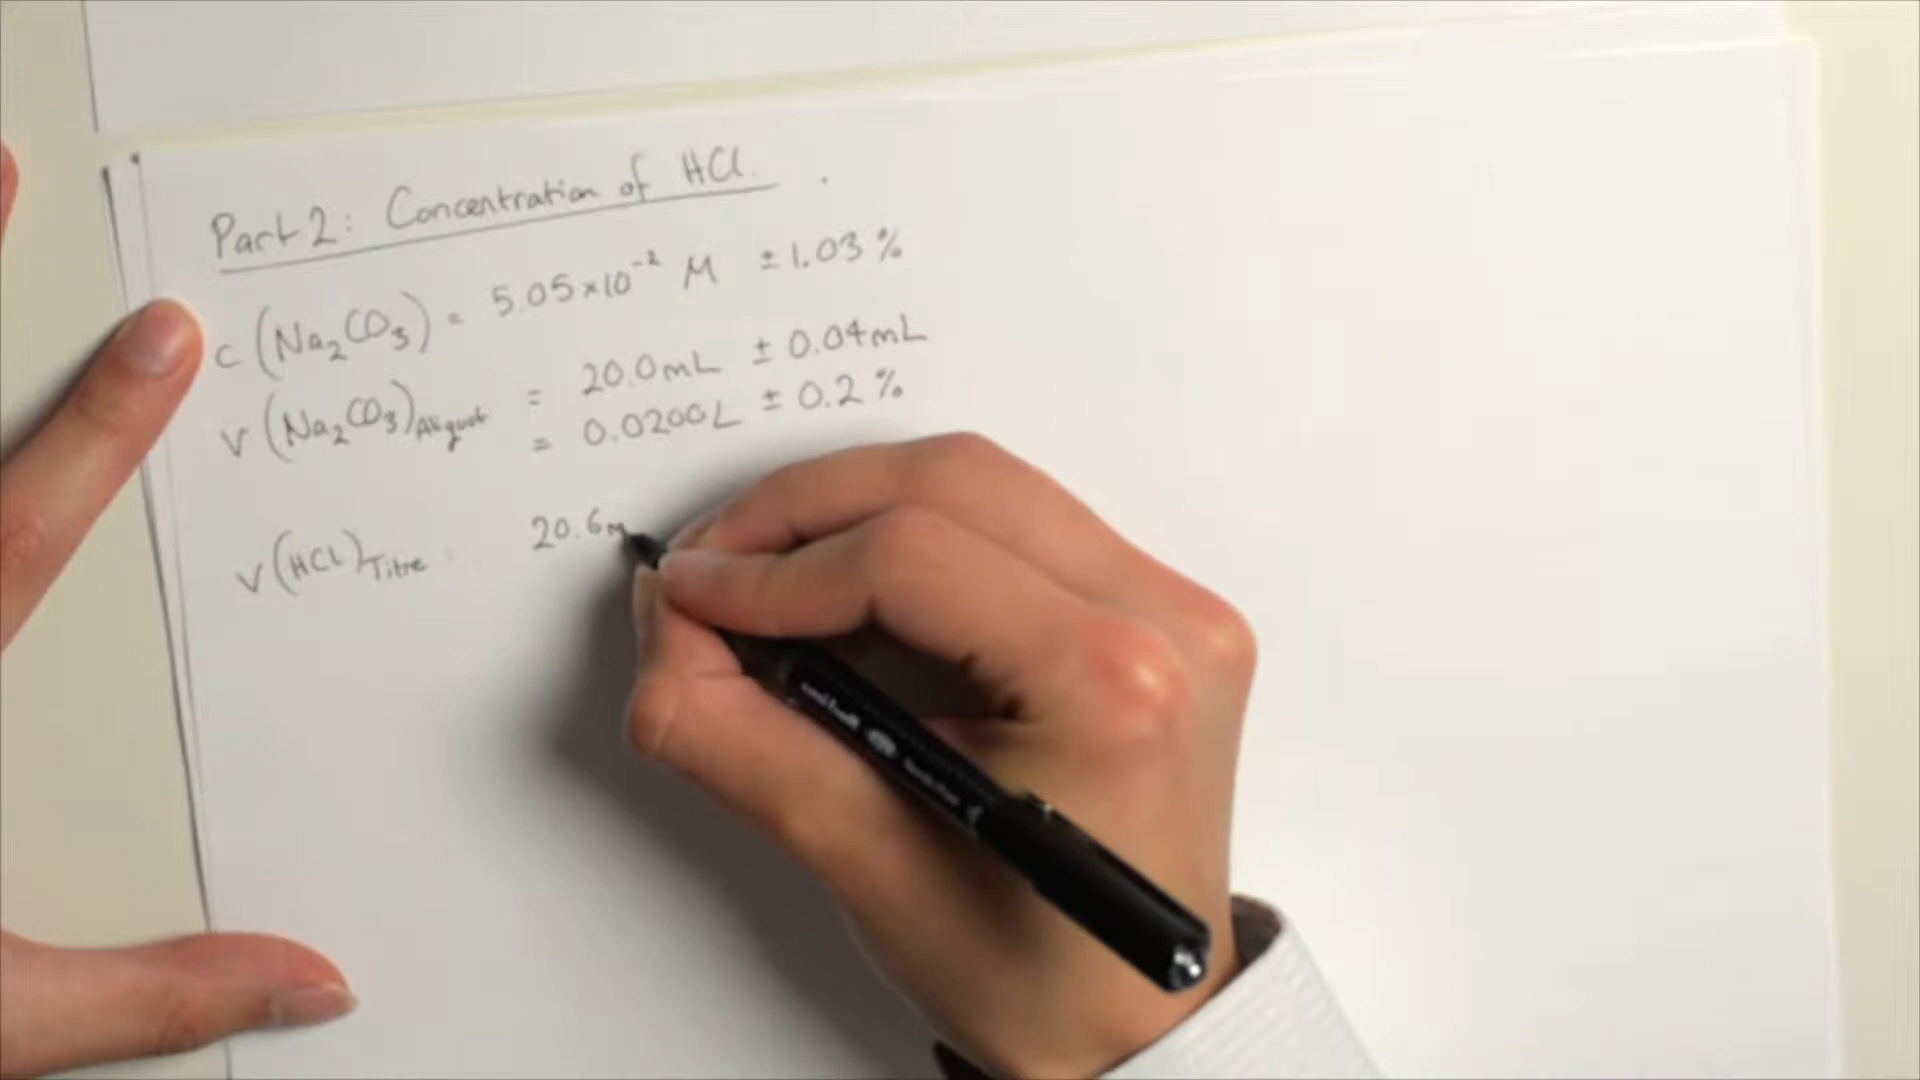 Part 2: Concentration of HCl.
c (Na₂CO₃) = 5.05×10⁻² M ± 1.03 %
V (Na₂CO₃)Aliquot = 20.0mL ± 0.04mL
= 0.0200L ± 0.2 %
V (HCl)Titre = 20.6m